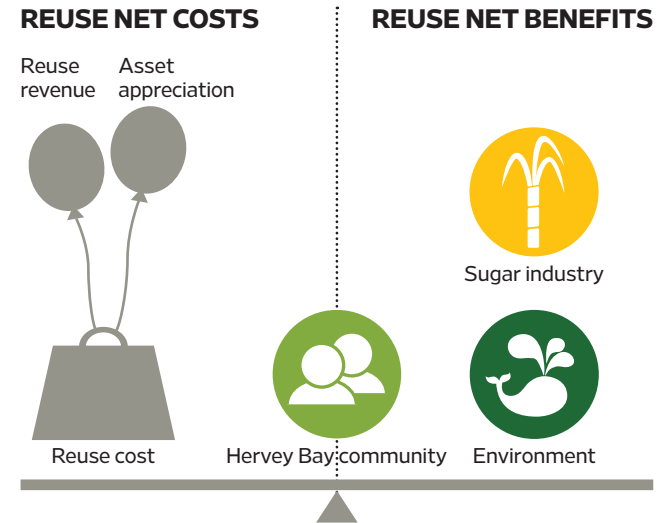 REUSE NET COSTS
REUSE NET BENEFITS
Reuse
revenue
Asset
appreciation
Sugar industry
Reuse cost
Hervey Bay community
Environment